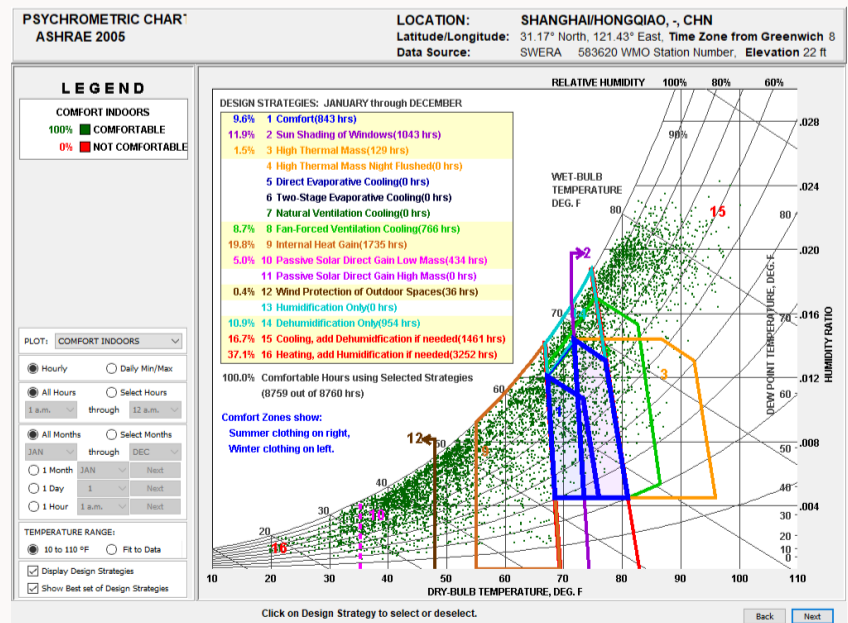 PSYCHROMETRIC CHART
ASHRAE 2005
LOCATION: SHANGHAI/HONGQIAO, -, CHN
Latitude/Longitude: 31.17° North, 121.43° East, Time Zone from Greenwich 8
Data Source: SWERA 583620 WMO Station Number, Elevation 22 ft
LEGEND
COMFORT INDOORS
100% COMFORTABLE
0% NOT COMFORTABLE
PLOT: COMFORT INDOORS
Hourly Daily Min/Max
All Hours Select Hours
1 a.m. through 12 a.m.
All Months Select Months
JAN through DEC
1 Month JAN Next
1 Day 1 Next
1 Hour 1 a.m. Next
TEMPERATURE RANGE:
10 to 110 °F Fit to Data
Display Design Strategies
Show Best set of Design Strategies
RELATIVE HUMIDITY 100% 80% 60%
DESIGN STRATEGIES: JANUARY through DECEMBER
9.6% 1 Comfort(843 hrs)
11.9% 2 Sun Shading of Windows(1043 hrs)
1.5% 3 High Thermal Mass(129 hrs)
4 High Thermal Mass Night Flushed(0 hrs)
5 Direct Evaporative Cooling(0 hrs)
6 Two-Stage Evaporative Cooling(0 hrs)
7 Natural Ventilation Cooling(0 hrs)
8.7% 8 Fan-Forced Ventilation Cooling(766 hrs)
19.8% 9 Internal Heat Gain(1735 hrs)
5.0% 10 Passive Solar Direct Gain Low Mass(434 hrs)
11 Passive Solar Direct Gain High Mass(0 hrs)
0.4% 12 Wind Protection of Outdoor Spaces(36 hrs)
13 Humidification Only(0 hrs)
10.9% 14 Dehumidification Only(954 hrs)
16.7% 15 Cooling, add Dehumidification if needed(1461 hrs)
37.1% 16 Heating, add Humidification if needed(3252 hrs)
100.0% Comfortable Hours using Selected Strategies
(8759 out of 8760 hrs)
Comfort Zones show:
Summer clothing on right,
Winter clothing on left.
90%
WET-BULB
TEMPERATURE
DEG. F
80
70
60
50
40
30
20
2
15
3
12
9
16
1
.028
.024
.020
.016
.012
.008
.004
HUMIDITY RATIO
DEW POINT TEMPERATURE, DEG. F
80
70
60
50
40
30
20
10
0
10 20 30 40 50 60 70 80 90 100 110
DRY-BULB TEMPERATURE, DEG. F
Click on Design Strategy to select or deselect.
Back Next